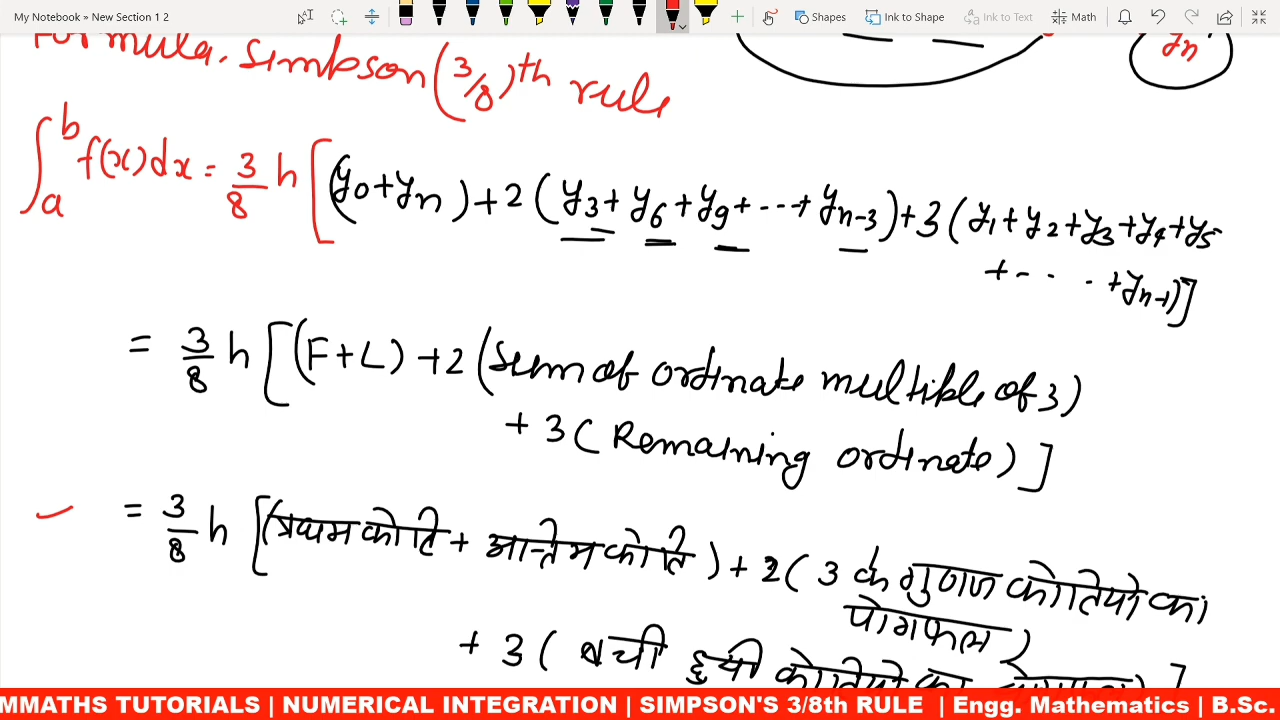 My Notebook » New Section 1 2
Shapes Ink to Shape Ink to Text Math
Formula. Simpson (3/8)th rule
yn
∫_a^b f(x)dx = 3/8 h [(y0+yn)+2(y3+y6+y9+...+yn-3)+3(y1+y2+y3+y4+y5
+... +yn-1)]
= 3/8 h [(F+L)+2(Sum of ordinate multiple of 3)
+ 3(Remaining ordinate)]
= 3/8 h [(प्रथम कोटि + अन्तिम कोटि) + 2(3 के गुणज कोटियो का
योगफल)
+ 3( बची हुयी कोटियो का योगफल)]
MMATHS TUTORIALS | NUMERICAL INTEGRATION | SIMPSON'S 3/8th RULE | Engg. Mathematics | B.Sc.